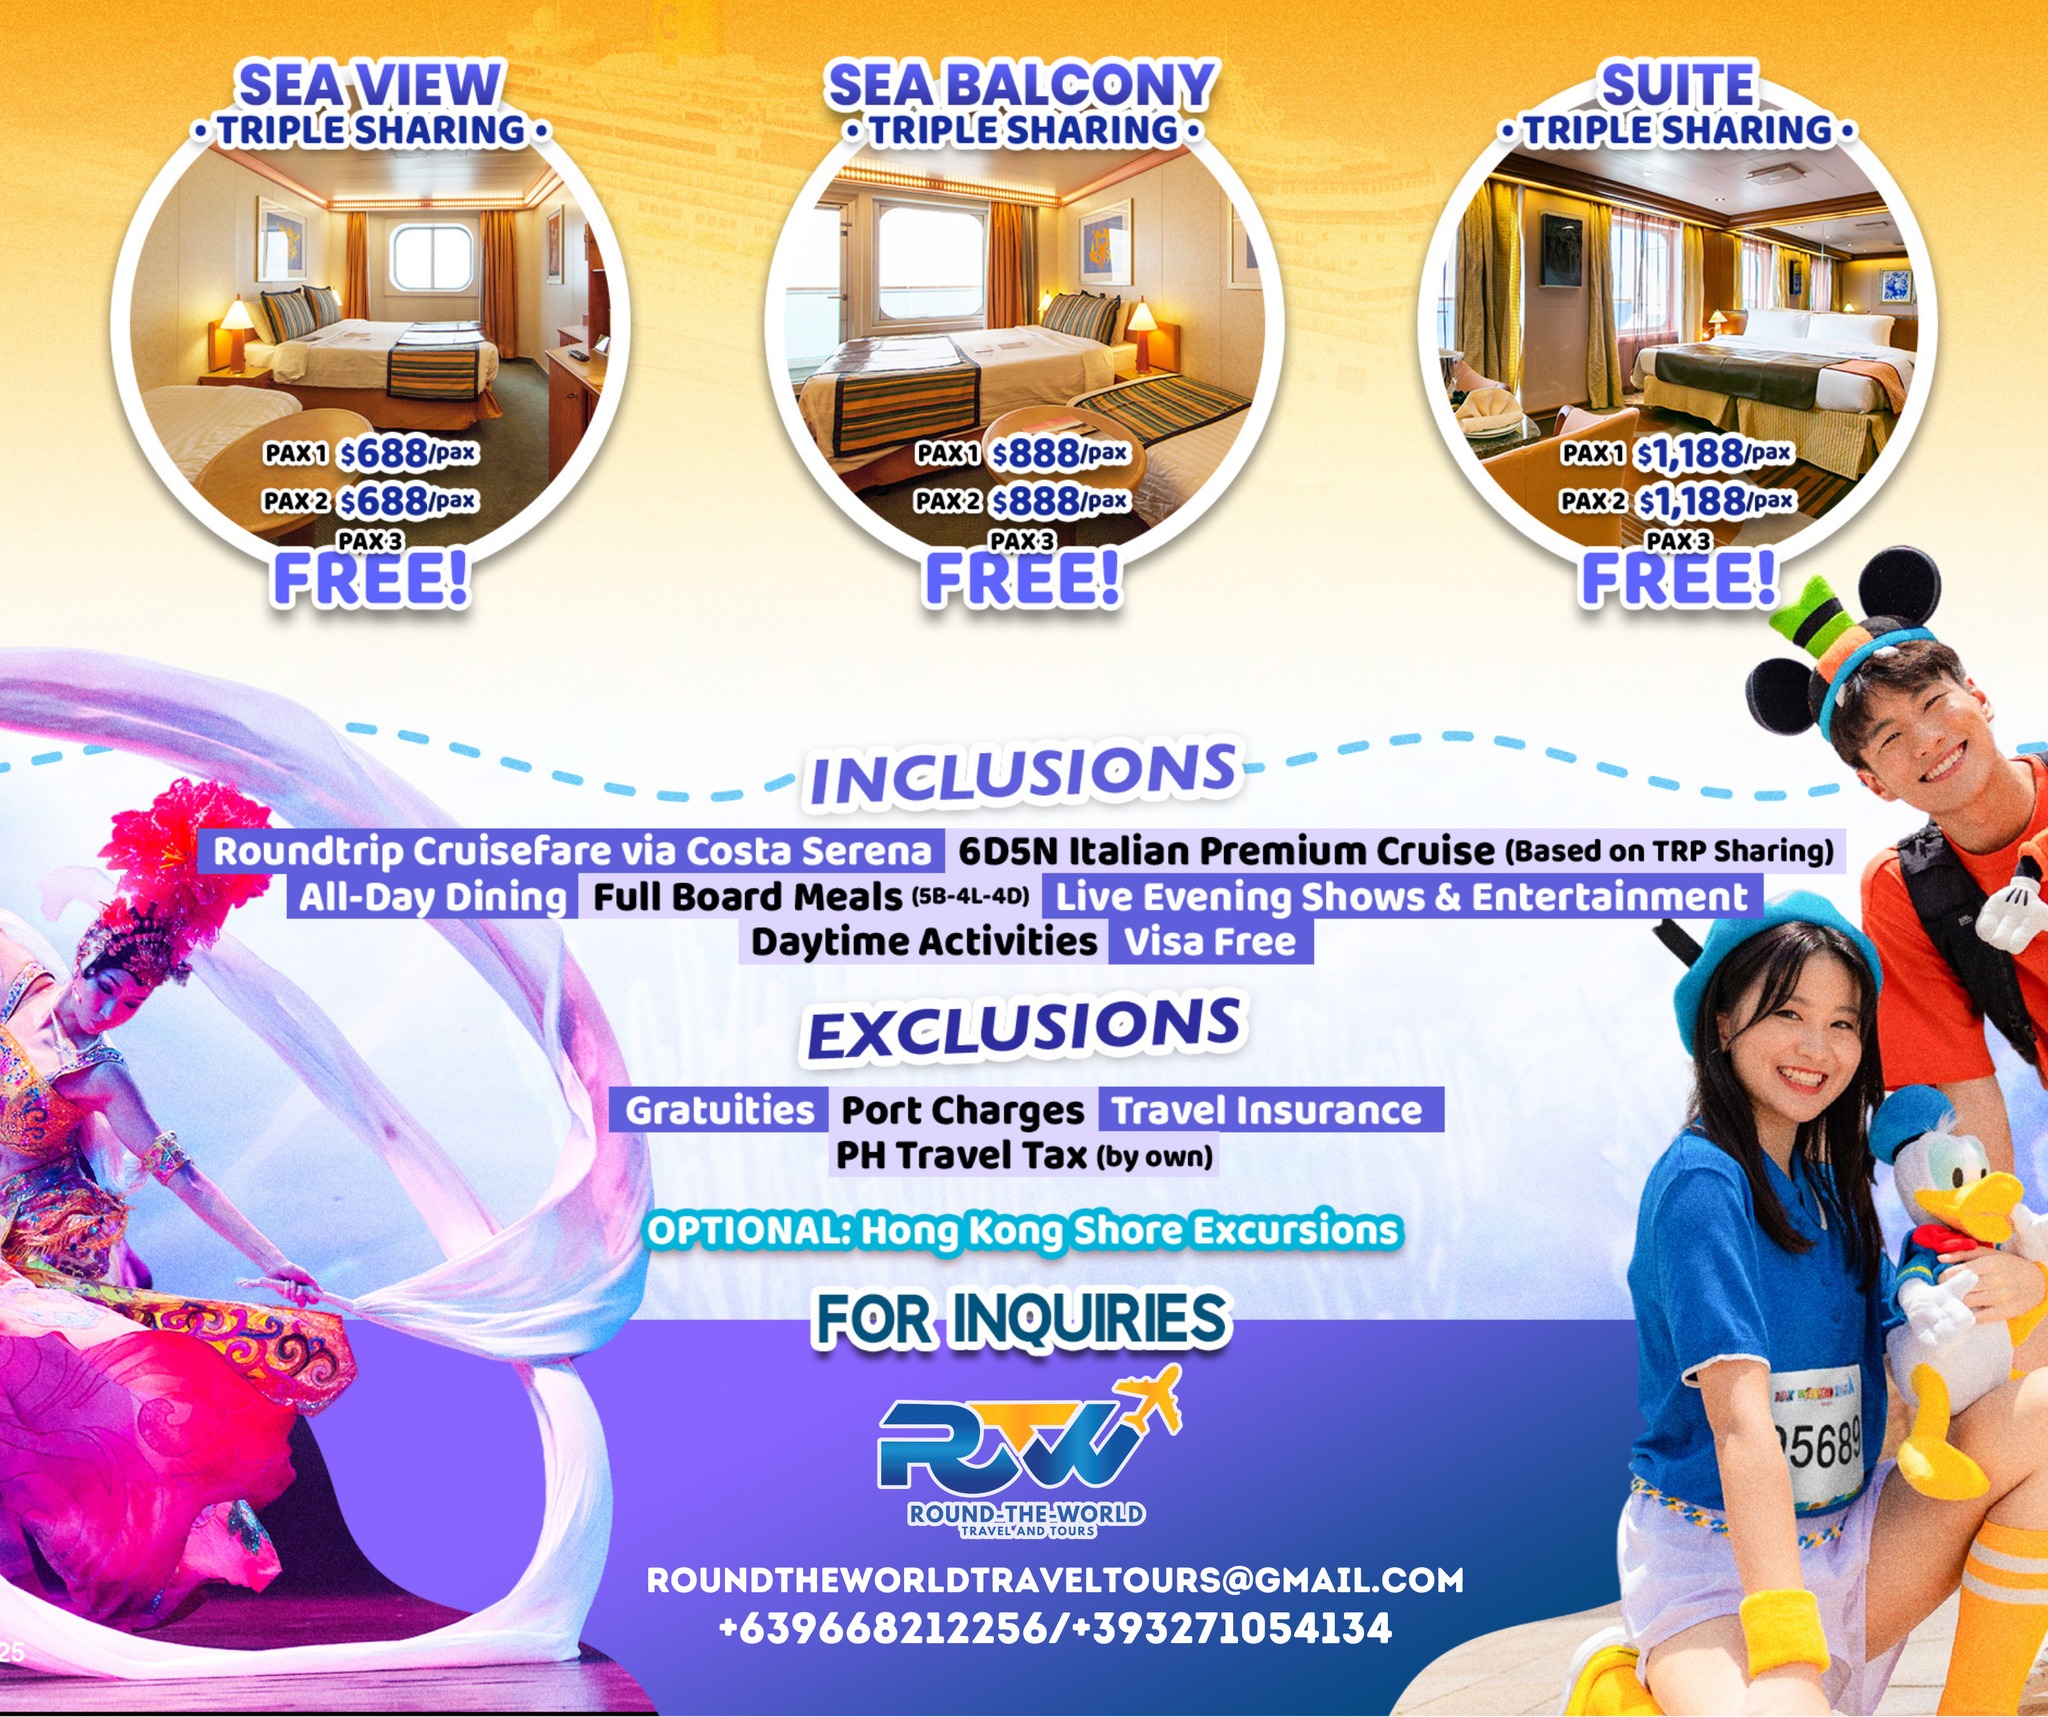 SEA VIEW
• TRIPLE SHARING •
PAX 1 $688/pax
PAX 2 $688/pax
PAX 3
FREE!
SEA BALCONY
• TRIPLE SHARING •
PAX 1 $888/pax
PAX 2 $888/pax
PAX 3
FREE!
SUITE
• TRIPLE SHARING •
PAX 1 $1,188/pax
PAX 2 $1,188/pax
PAX 3
FREE!
INCLUSIONS
Roundtrip Cruisefare via Costa Serena 6D5N Italian Premium Cruise (Based on TRP Sharing)
All-Day Dining Full Board Meals (5B-4L-4D) Live Evening Shows & Entertainment
Daytime Activities Visa Free
EXCLUSIONS
Gratuities Port Charges Travel Insurance
PH Travel Tax (by own)
OPTIONAL: Hong Kong Shore Excursions
FOR INQUIRIES
RTW
ROUND-THE-WORLD
TRAVEL AND TOURS
ROUNDTHEWORLDTRAVELTOURS@GMAIL.COM
+639668212256/+393271054134
25
5689